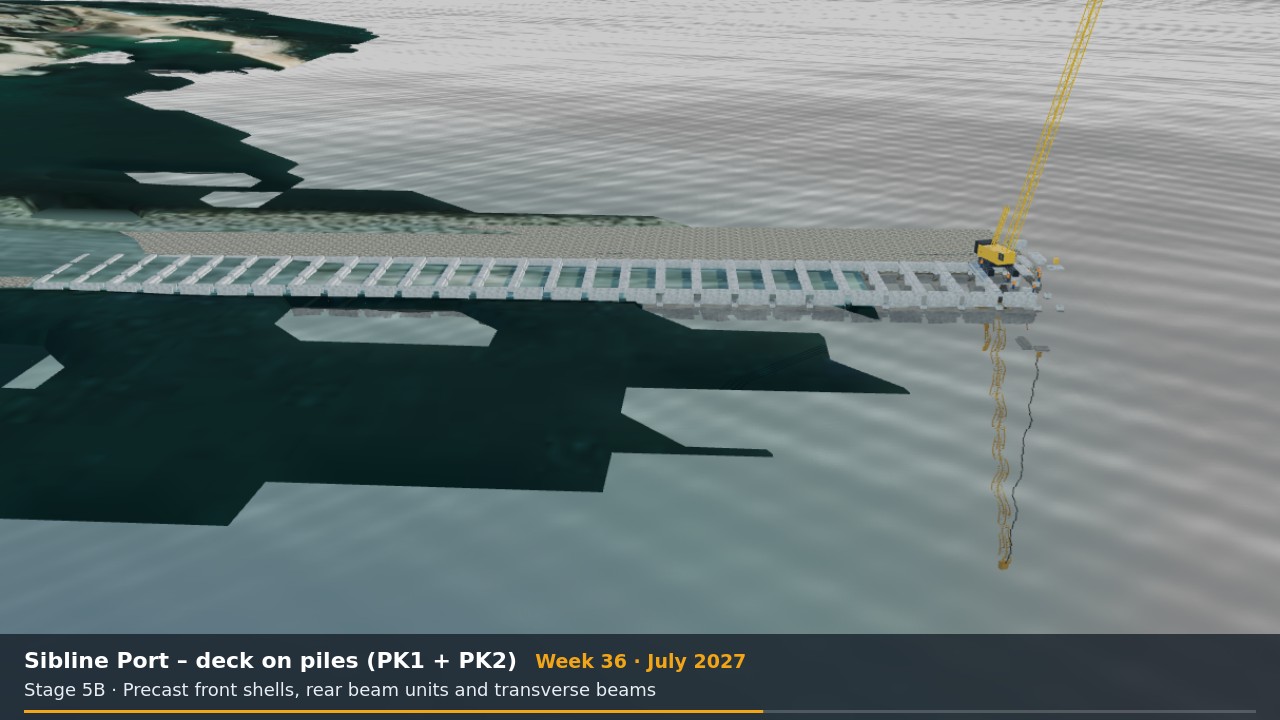 Sibline Port – deck on piles (PK1 + PK2) Week 36 · July 2027
Stage 5B · Precast front shells, rear beam units and transverse beams